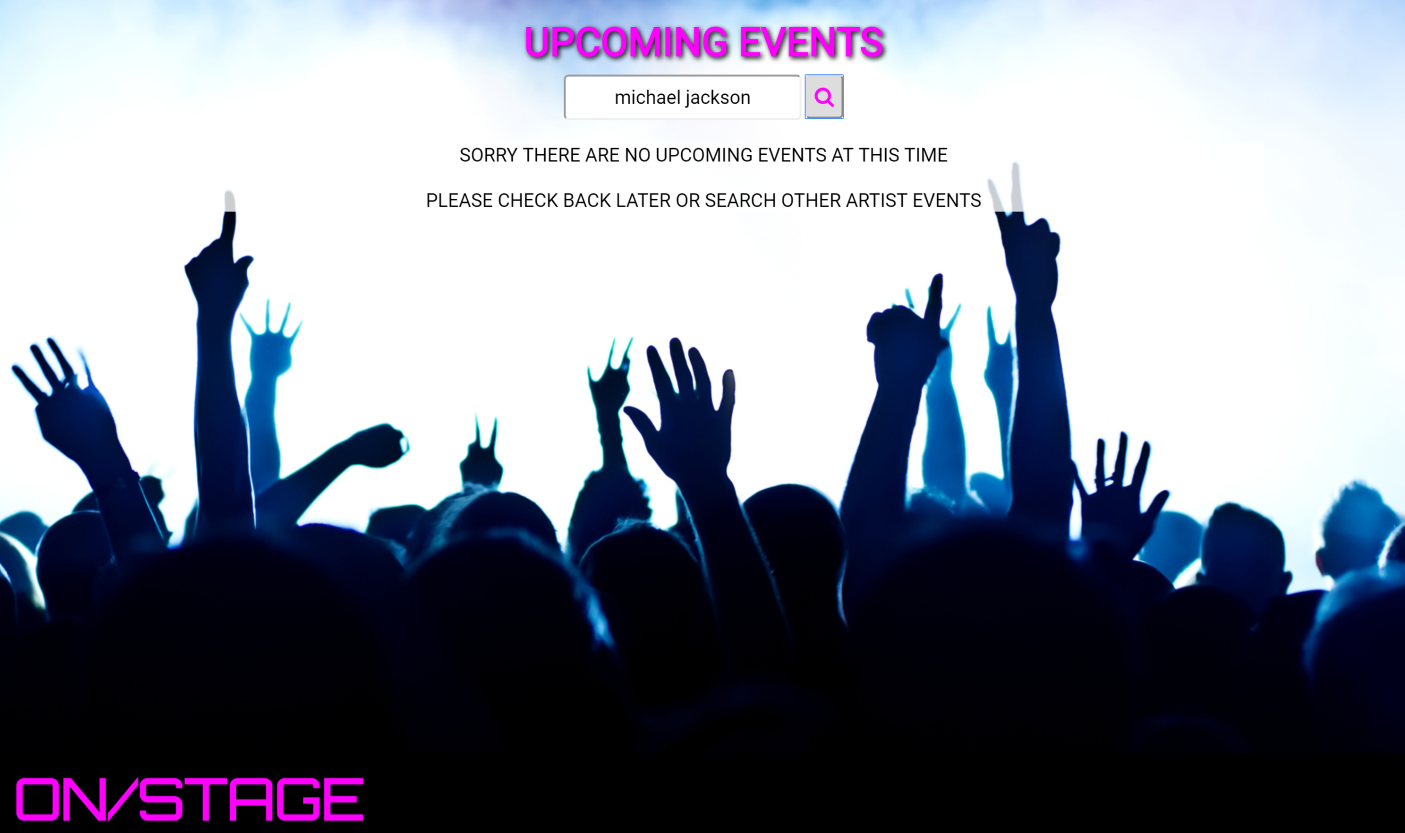 UPCOMING EVENTS
michael jackson
SORRY THERE ARE NO UPCOMING EVENTS AT THIS TIME
PLEASE CHECK BACK LATER OR SEARCH OTHER ARTIST EVENTS
ON/STAGE